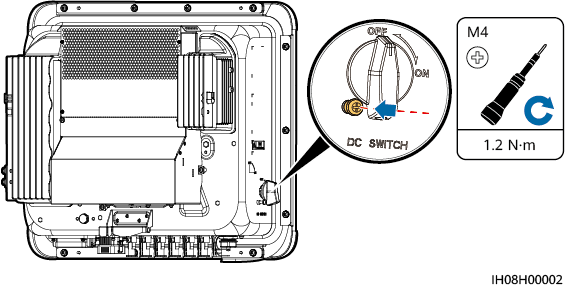 OFF
ON
DC SWITCH
M4
1.2 N·m
IH08H00002